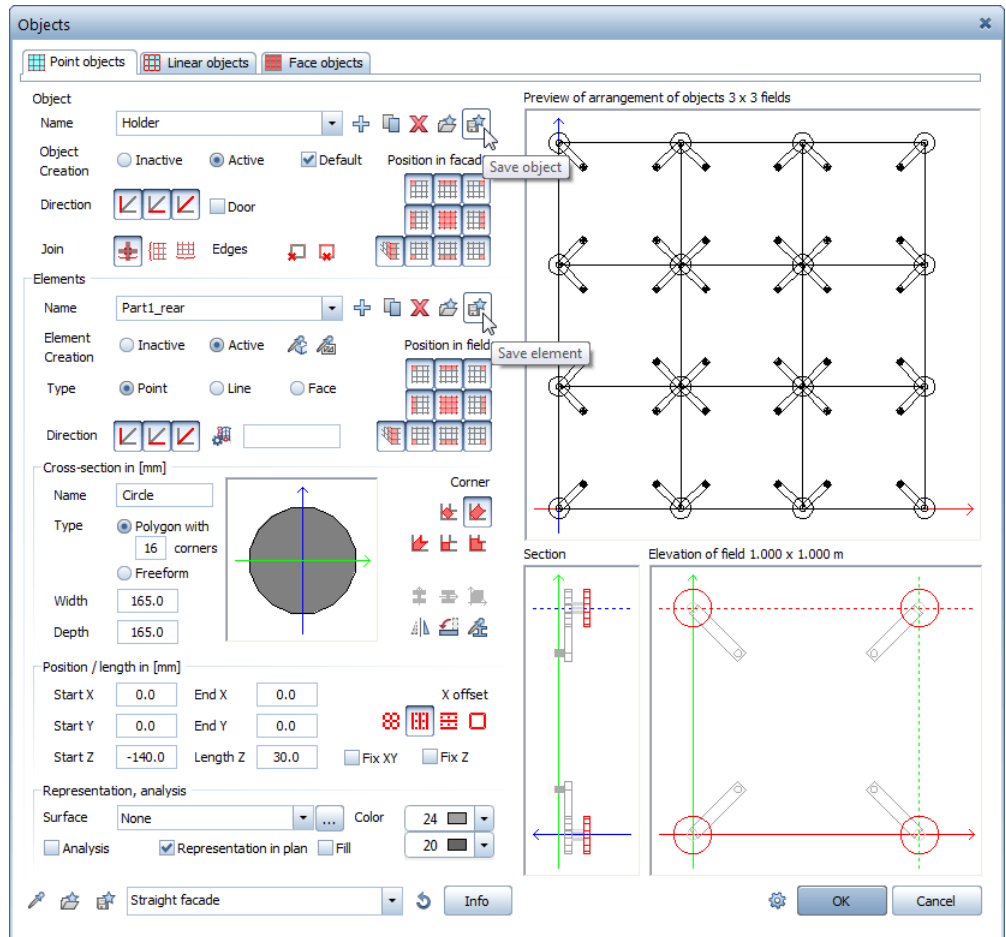 Objects
Point objects Linear objects Face objects
Object
Name Holder
Object Creation Inactive Active Default Position in facad
Save object
Direction Door
Join Edges
Elements
Name Part1_rear
Element Creation Inactive Active Position in field
Save element
Type Point Line Face
Direction
Cross-section in [mm]
Name Circle Corner
Type Polygon with
16 corners
Freeform
Width 165.0
Depth 165.0
Position / length in [mm]
Start X 0.0 End X 0.0 X offset
Start Y 0.0 End Y 0.0
Start Z -140.0 Length Z 30.0 Fix XY Fix Z
Representation, analysis
Surface None ... Color 24
Analysis Representation in plan Fill 20
Straight facade Info
Preview of arrangement of objects 3 x 3 fields
Section Elevation of field 1.000 x 1.000 m
OK Cancel